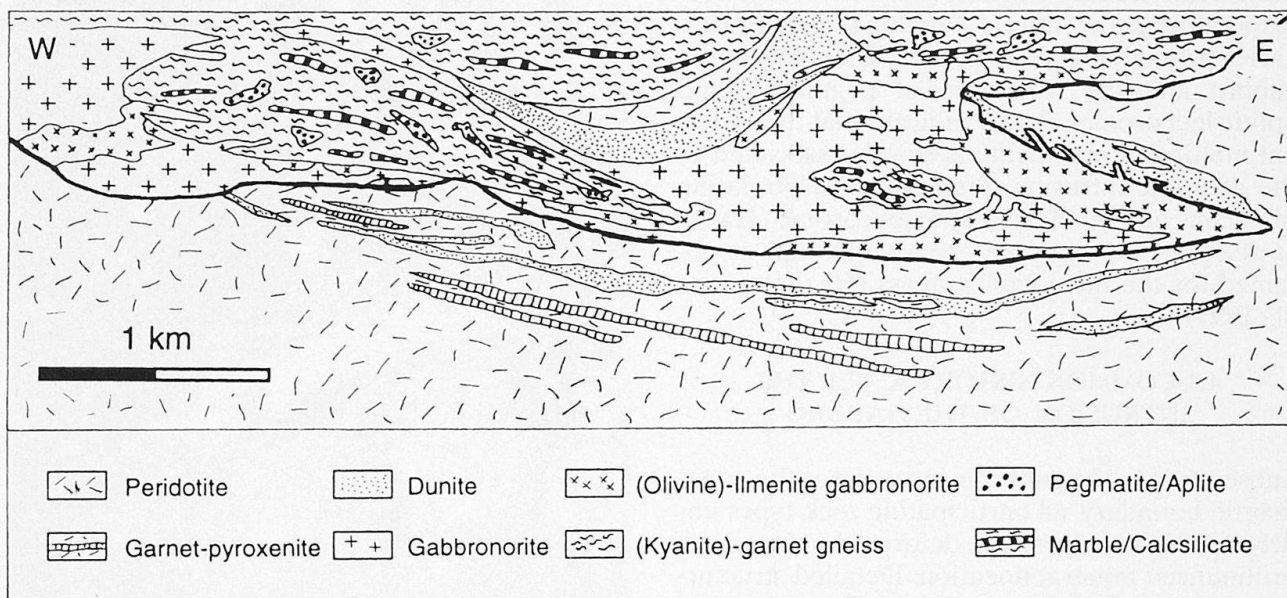 W
E
1 km
Peridotite
Dunite
(Olivine)-Ilmenite gabbronorite
Pegmatite/Aplite
Garnet-pyroxenite
Gabbronorite
(Kyanite)-garnet gneiss
Marble/Calcsilicate